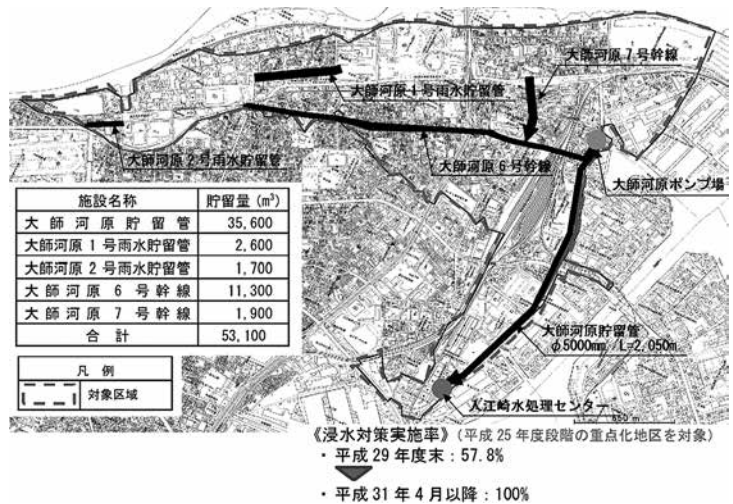 大師河原7号幹線
大師河原1号雨水貯留管
大師河原2号雨水貯留管
大師河原6号幹線
大師河原ポンプ場
施設名称 貯留量(m³)
大師河原貯留管 35,600
大師河原1号雨水貯留管 2,600
大師河原2号雨水貯留管 1,700
大師河原6号幹線 11,300
大師河原7号幹線 1,900
合計 53,100
大師河原貯留管
φ5000mm/L=2,050m
凡例
対象区域
入江崎水処理センター
《浸水対策実施率》(平成25年度段階の重点化地区を対象)
・平成29年度末:57.8%
・平成31年4月以降:100%